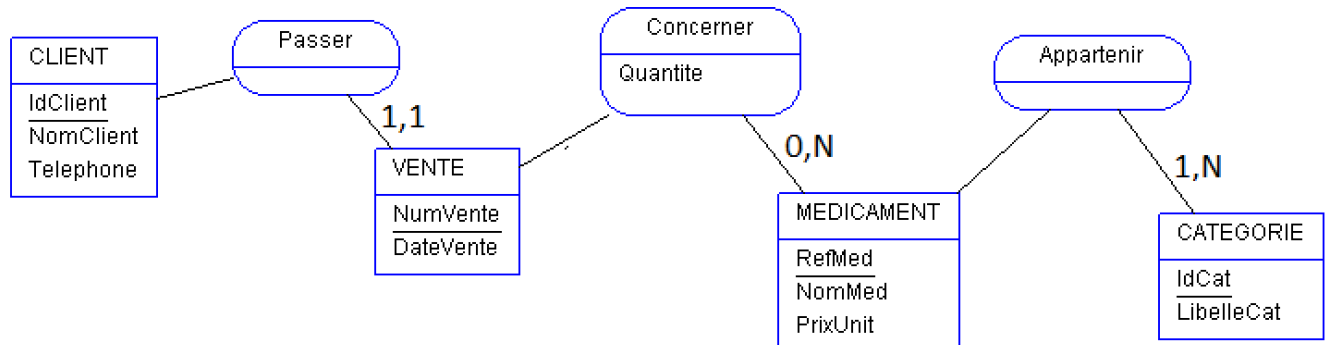 CLIENT
IdClient
NomClient
Telephone
Passer
1,1
VENTE
NumVente
DateVente
Concerner
Quantite
0,N
MEDICAMENT
RefMed
NomMed
PrixUnit
Appartenir
1,N
CATEGORIE
IdCat
LibelleCat